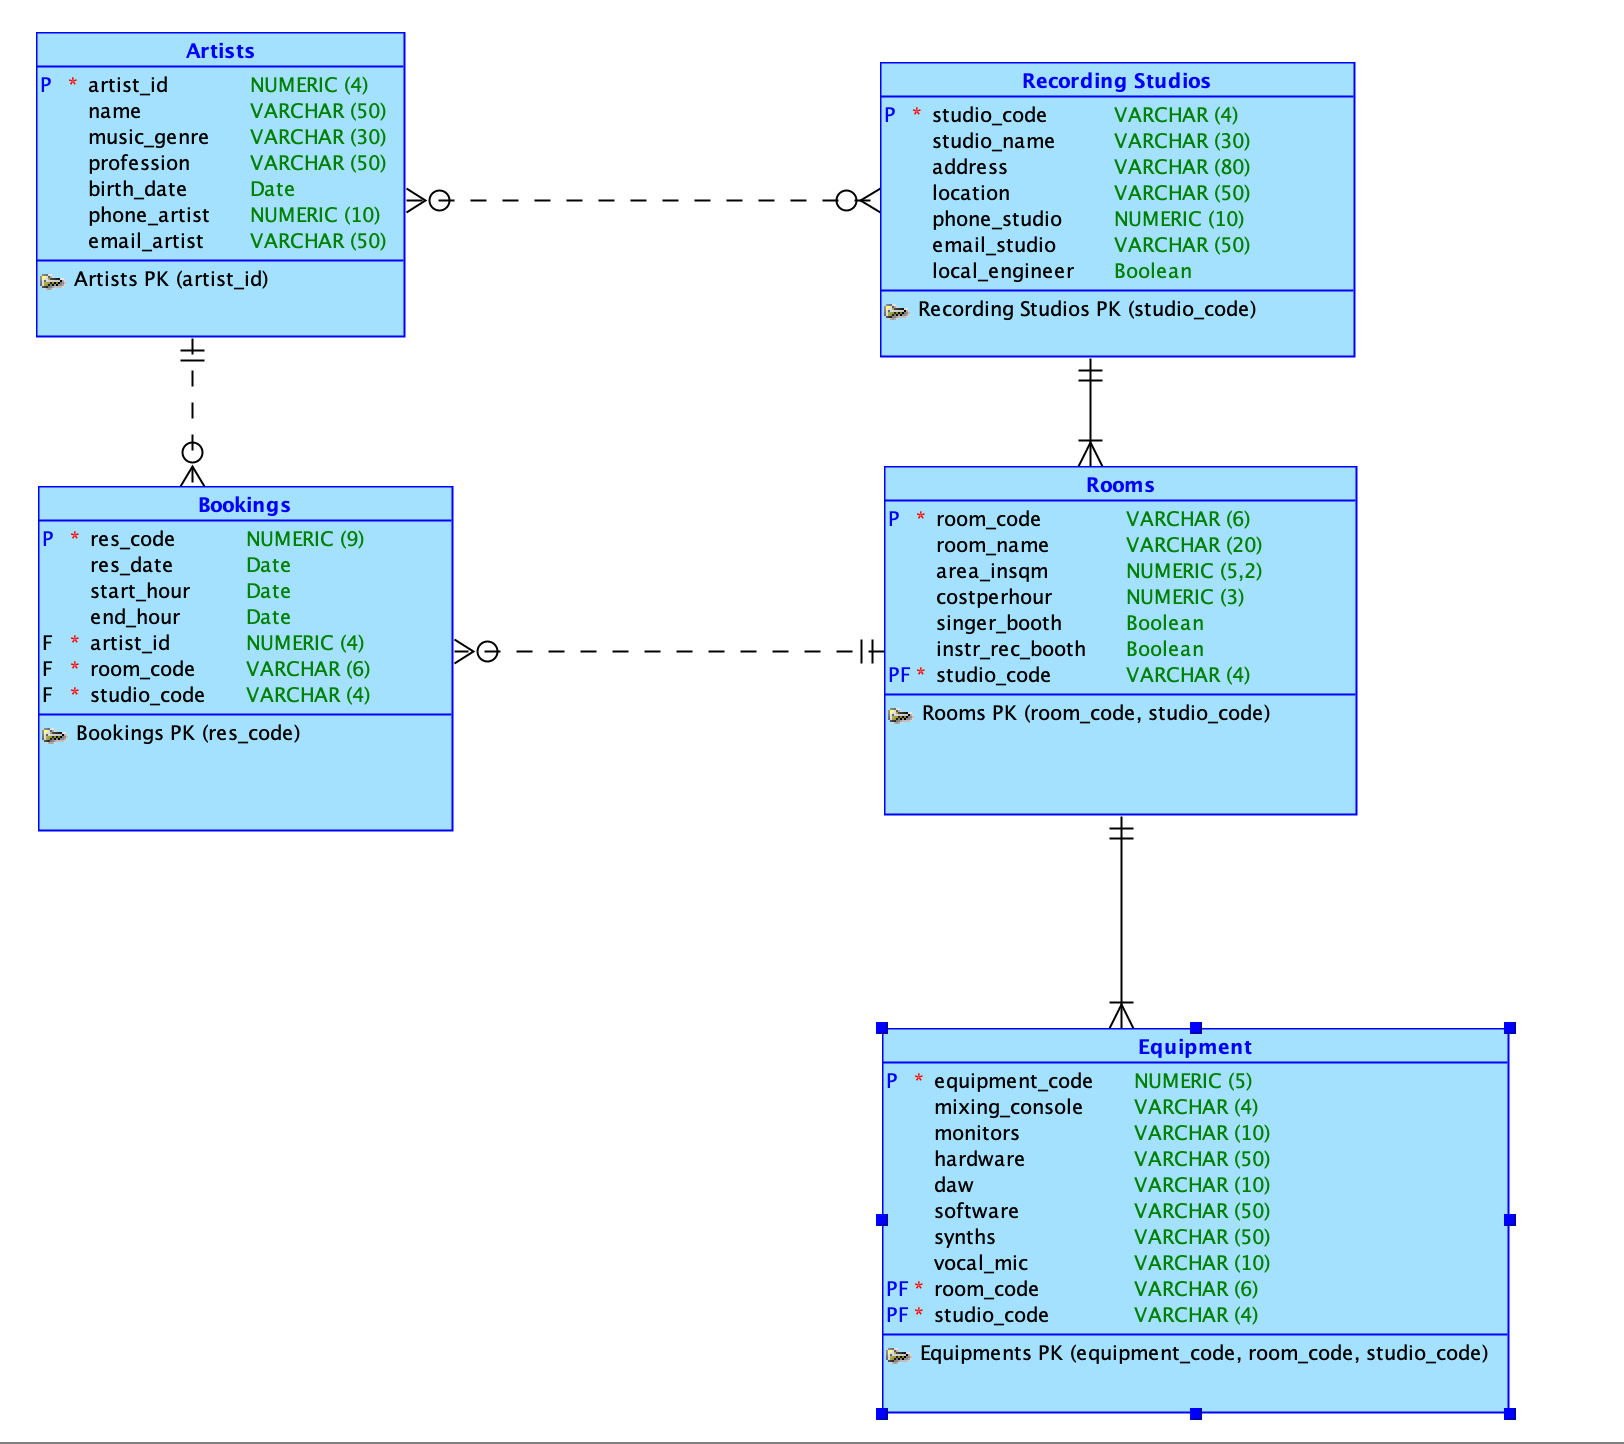 Artists
P * artist_id NUMERIC (4)
name VARCHAR (50)
music_genre VARCHAR (30)
profession VARCHAR (50)
birth_date Date
phone_artist NUMERIC (10)
email_artist VARCHAR (50)
Artists PK (artist_id)
Recording Studios
P * studio_code VARCHAR (4)
studio_name VARCHAR (30)
address VARCHAR (80)
location VARCHAR (50)
phone_studio NUMERIC (10)
email_studio VARCHAR (50)
local_engineer Boolean
Recording Studios PK (studio_code)
Bookings
P * res_code NUMERIC (9)
res_date Date
start_hour Date
end_hour Date
F * artist_id NUMERIC (4)
F * room_code VARCHAR (6)
F * studio_code VARCHAR (4)
Bookings PK (res_code)
Rooms
P * room_code VARCHAR (6)
room_name VARCHAR (20)
area_insqm NUMERIC (5,2)
costperhour NUMERIC (3)
singer_booth Boolean
instr_rec_booth Boolean
PF * studio_code VARCHAR (4)
Rooms PK (room_code, studio_code)
Equipment
P * equipment_code NUMERIC (5)
mixing_console VARCHAR (4)
monitors VARCHAR (10)
hardware VARCHAR (50)
daw VARCHAR (10)
software VARCHAR (50)
synths VARCHAR (50)
vocal_mic VARCHAR (10)
PF * room_code VARCHAR (6)
PF * studio_code VARCHAR (4)
Equipments PK (equipment_code, room_code, studio_code)